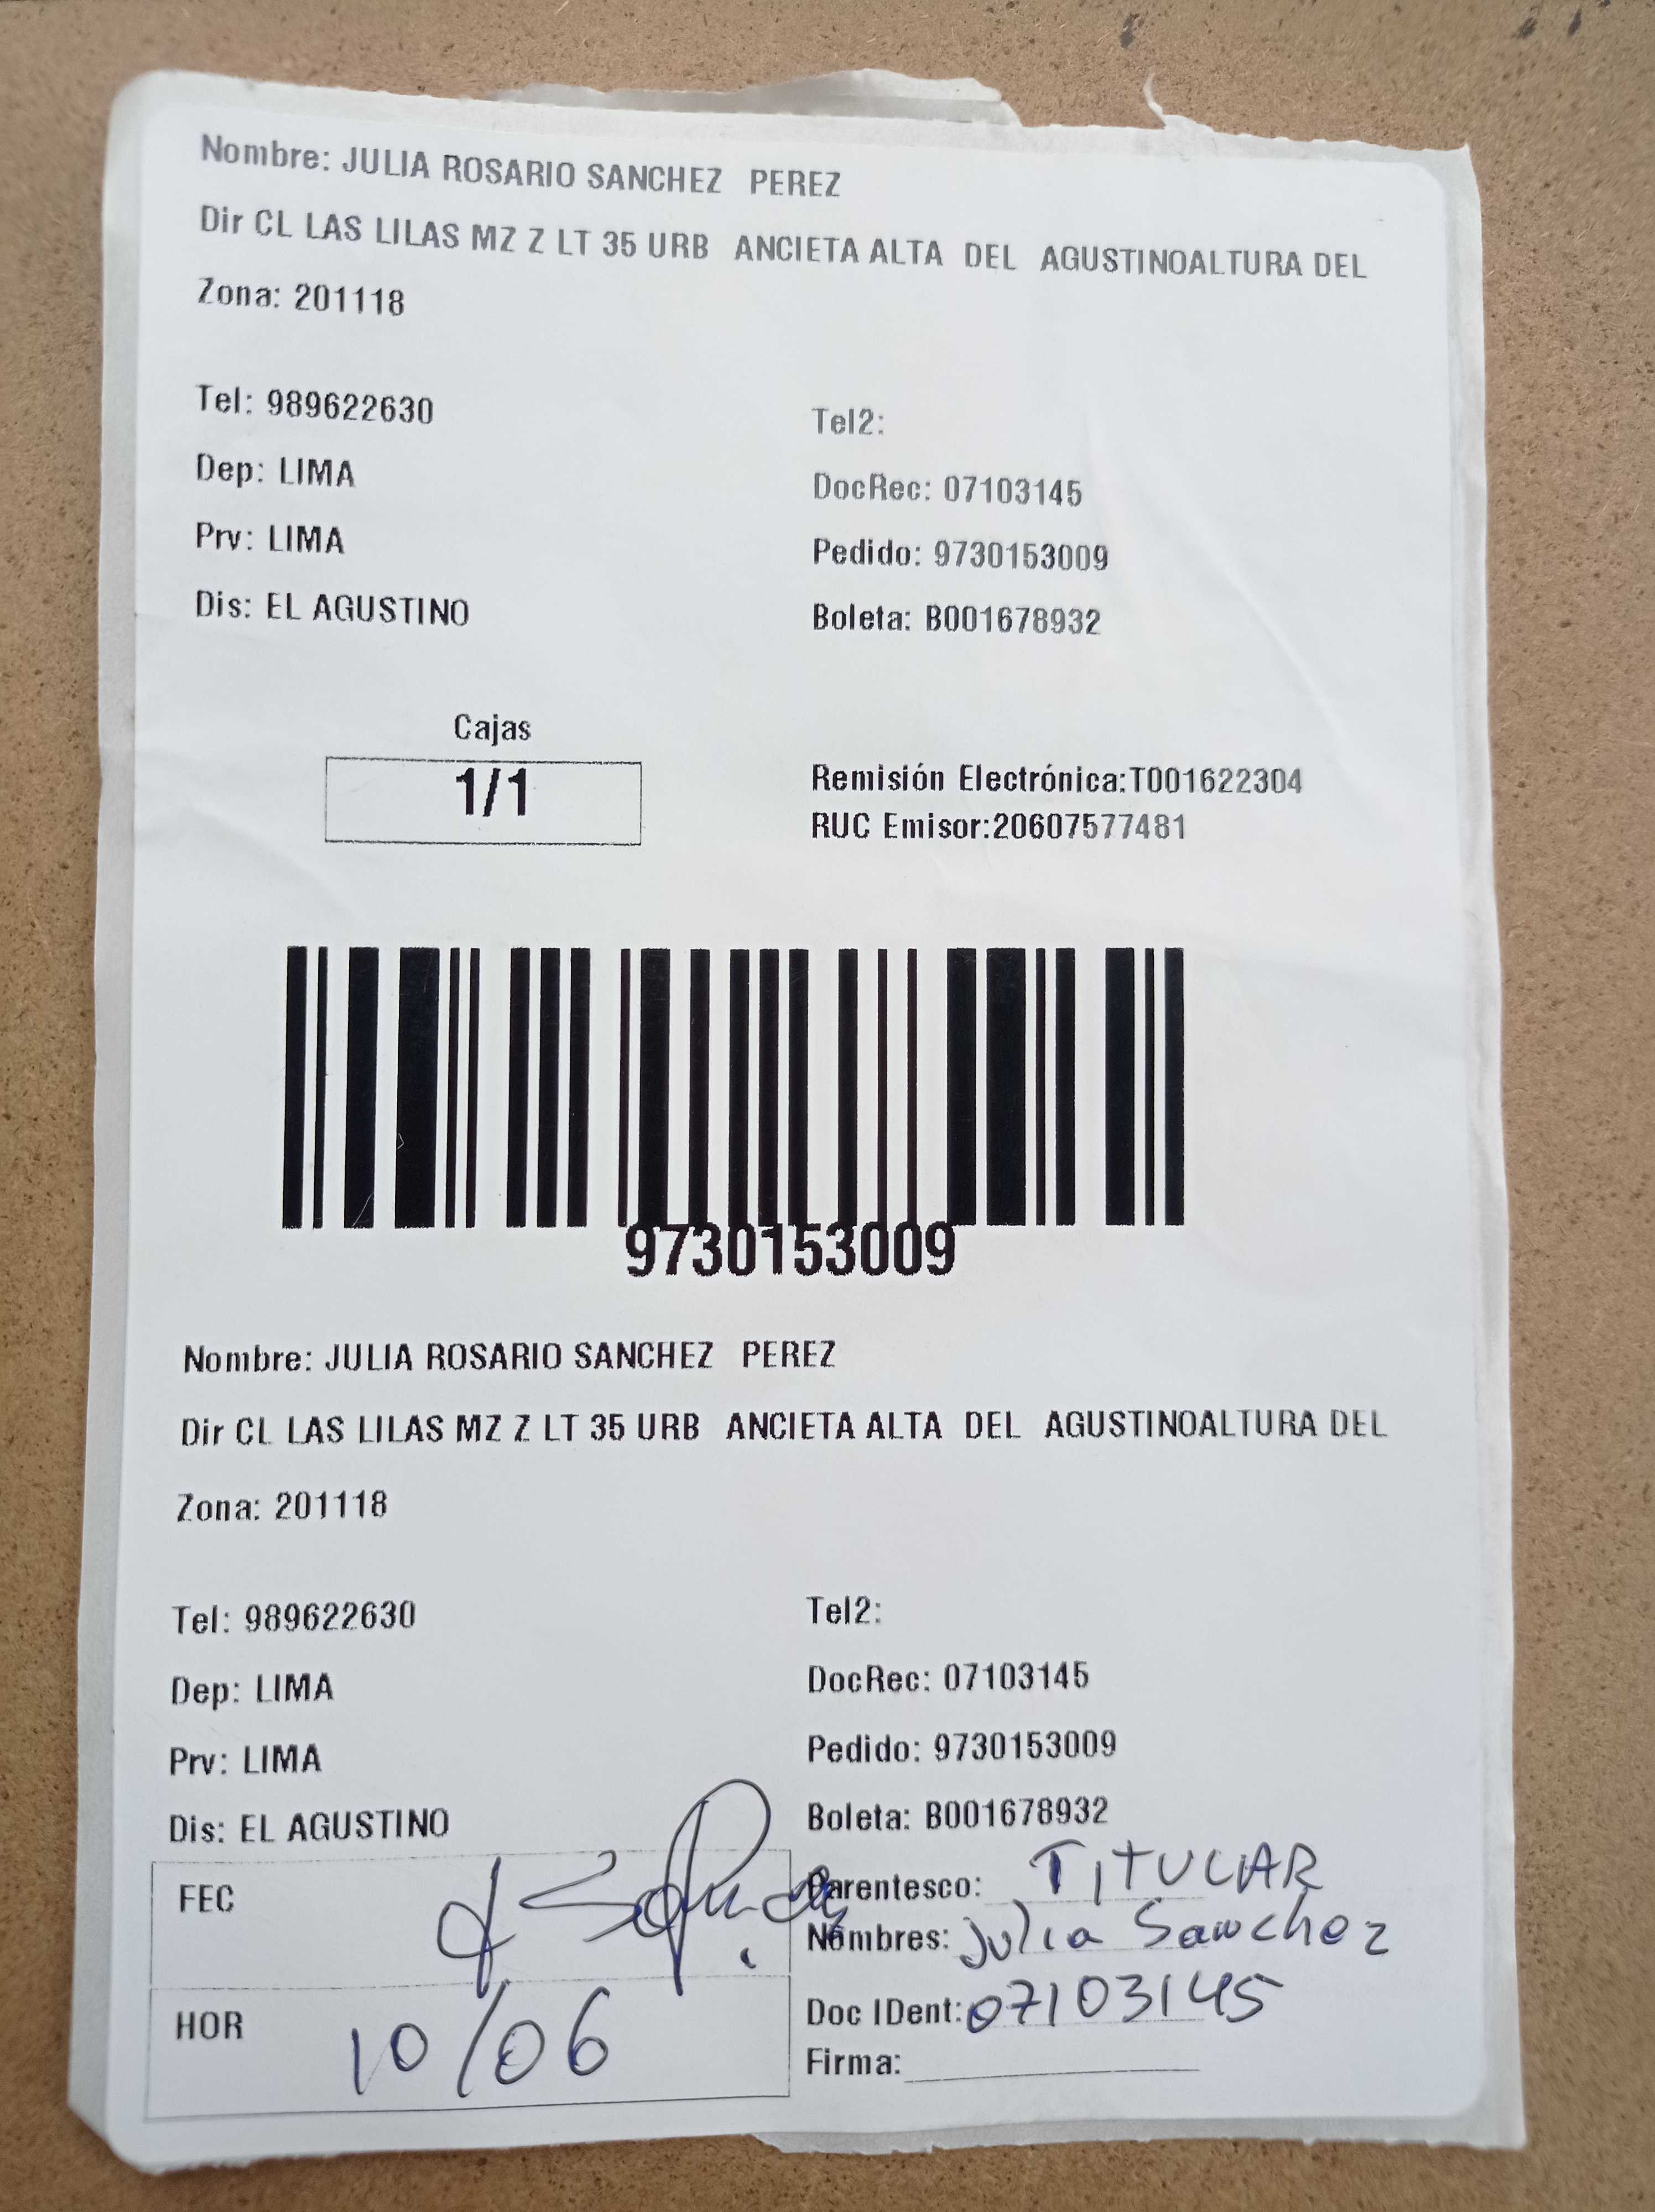 Nombre: JULIA ROSARIO SANCHEZ PEREZ
Dir CL LAS LILAS MZ Z LT 35 URB ANCIETA ALTA DEL AGUSTINOALTURA DEL
Zona: 201118
Tel: 989622630
Tel2:
Dep: LIMA
DocRec: 07103145
Prv: LIMA
Pedido: 9730153009
Dis: EL AGUSTINO
Boleta: B001678932
Cajas
1/1
Remisión Electrónica:T001622304
RUC Emisor:20607577481
9730153009
Nombre: JULIA ROSARIO SANCHEZ PEREZ
Dir CL LAS LILAS MZ Z LT 35 URB ANCIETA ALTA DEL AGUSTINOALTURA DEL
Zona: 201118
Tel: 989622630
Tel2:
Dep: LIMA
DocRec: 07103145
Prv: LIMA
Pedido: 9730153009
Dis: EL AGUSTINO
Boleta: B001678932
FEC
Parentesco: TITULAR
Nombres: Julia Sanchez
HOR 10/06
Doc IDent: 07103145
Firma: